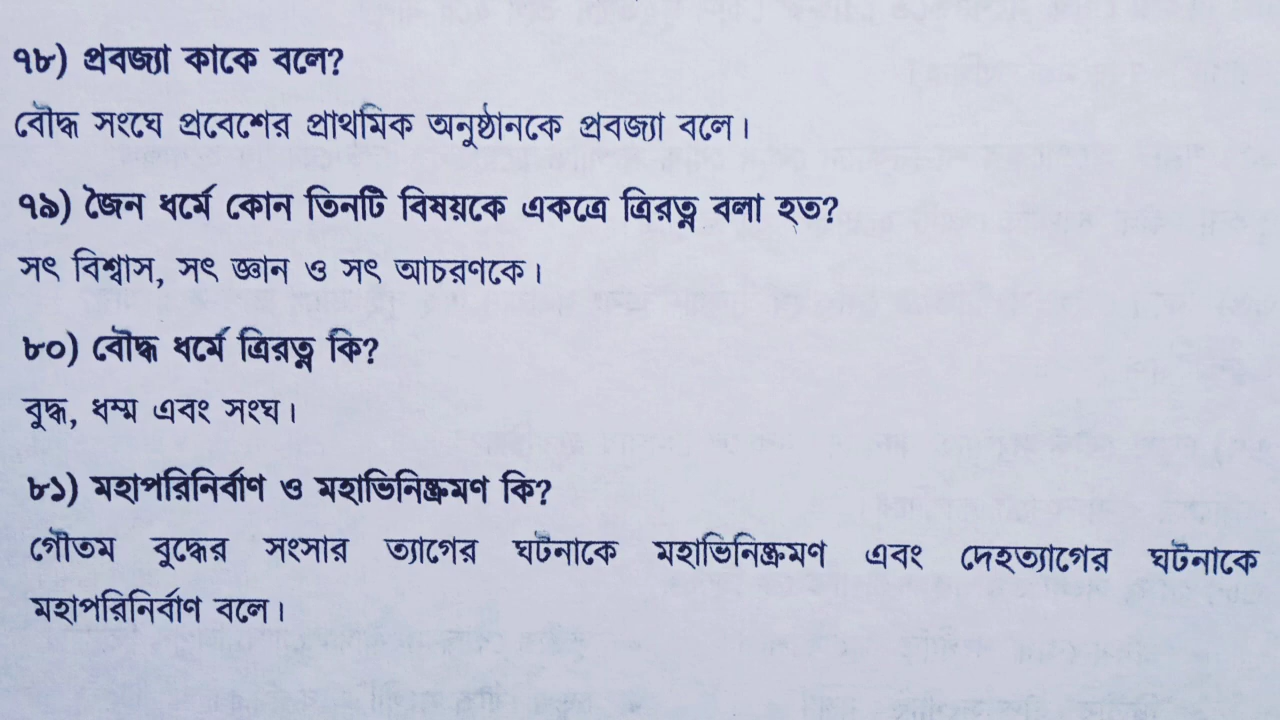 ৭৮) প্রবজ্যা কাকে বলে?
বৌদ্ধ সংঘে প্রবেশের প্রাথমিক অনুষ্ঠানকে প্রবজ্যা বলে।
৭৯) জৈন ধর্মে কোন তিনটি বিষয়কে একত্রে ত্রিরত্ন বলা হত?
সৎ বিশ্বাস, সৎ জ্ঞান ও সৎ আচরণকে।
৮০) বৌদ্ধ ধর্মে ত্রিরত্ন কি?
বুদ্ধ, ধম্ম এবং সংঘ।
৮১) মহাপরিনির্বাণ ও মহাভিনিষ্ক্রমণ কি?
গৌতম বুদ্ধের সংসার ত্যাগের ঘটনাকে মহাভিনিষ্ক্রমণ এবং দেহত্যাগের ঘটনাকে
মহাপরিনির্বাণ বলে।